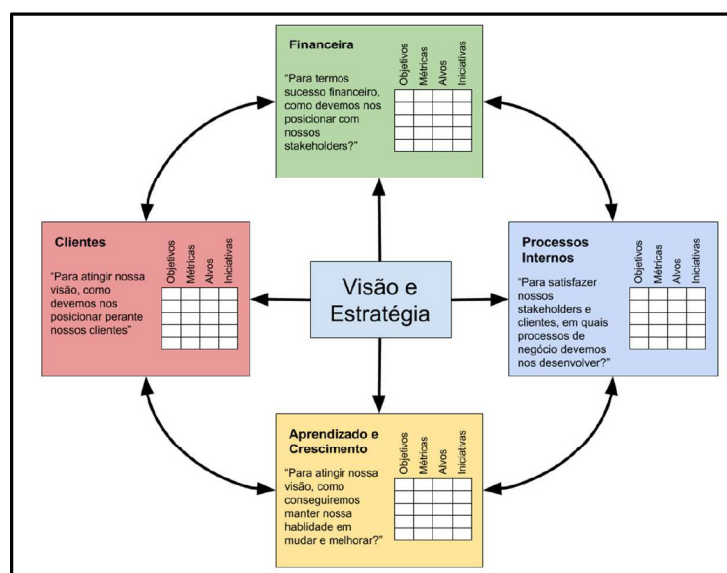 Financeira
“Para termos
sucesso financeiro,
como devemos nos
posicionar com
nossos
stakeholders?”
Objetivos
Métricas
Alvos
Iniciativas
Clientes
“Para atingir nossa
visão, como
devemos nos
posicionar perante
nossos clientes”
Objetivos
Métricas
Alvos
Iniciativas
Visão e
Estratégia
Processos
Internos
“Para satisfazer
nossos
stakeholders e
clientes, em quais
processos de
negócio devemos
nos desenvolver?”
Objetivos
Métricas
Alvos
Iniciativas
Aprendizado e
Crescimento
“Para atingir nossa
visão, como
conseguiremos
manter nossa
hablidade em
mudar e melhorar?”
Objetivos
Métricas
Alvos
Iniciativas